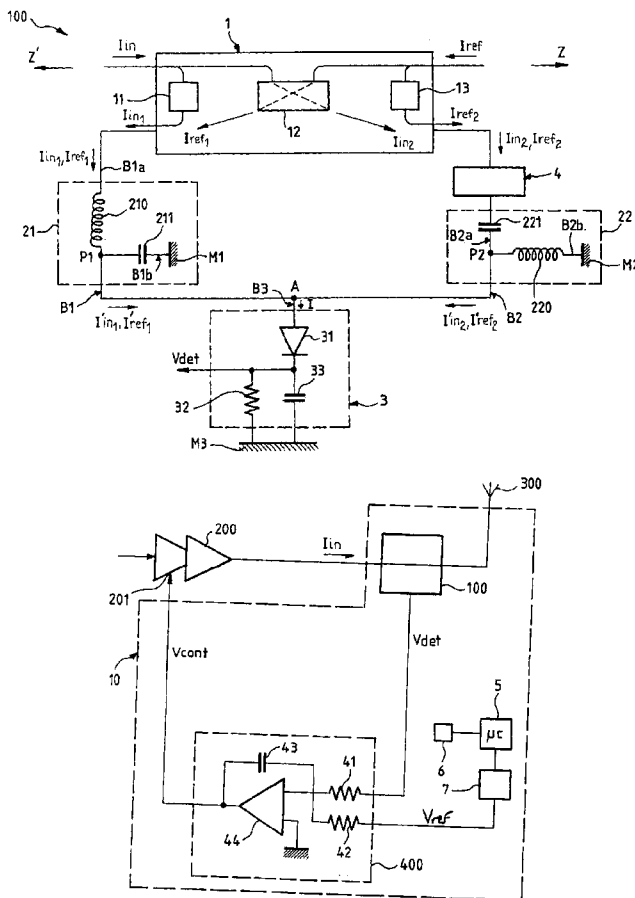 100
1
Z'
Iin
Iref
Z
11
12
13
Iin1
Iref1
Iin2
Iref2
Iin1, Iref1
B1a
Iin2, Iref2
4
21
210
211
P1
B1b
M1
221
B2a
P2
B2b
220
22
M2
B1
I'in1, I'ref1
B3
A
I
I'in2, I'ref2
B2
31
Vdet
32
33
3
M3
300
200
Iin
100
201
Vcont
Vdet
10
5
µc
6
7
43
41
44
42
Vref
400